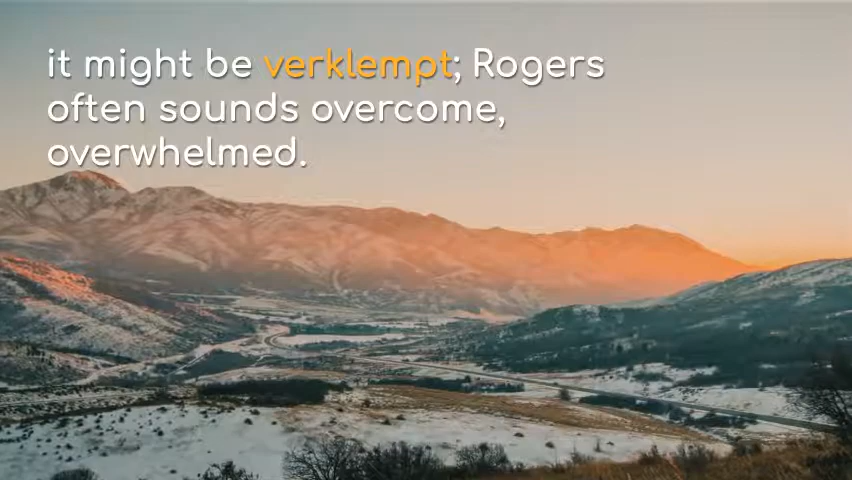 it might be verklempt; Rogers
often sounds overcome,
overwhelmed.